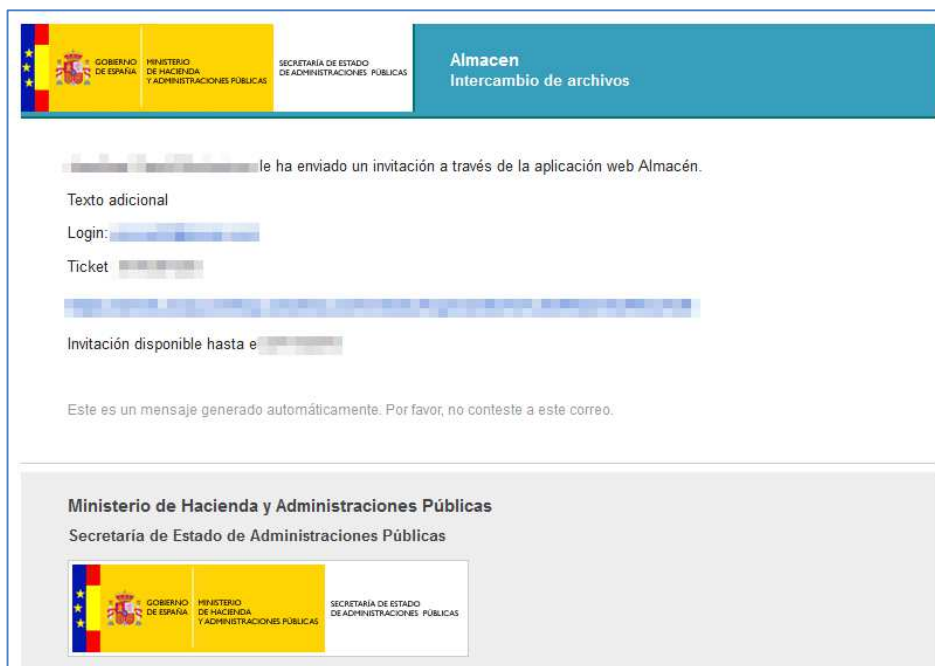 GOBIERNO
DE ESPAÑA
MINISTERIO
DE HACIENDA
Y ADMINISTRACIONES PÚBLICAS
SECRETARÍA DE ESTADO
DE ADMINISTRACIONES PÚBLICAS
Almacen
Intercambio de archivos
le ha enviado un invitación a través de la aplicación web Almacén.
Texto adicional
Login:
Ticket
Invitación disponible hasta e
Este es un mensaje generado automáticamente. Por favor, no conteste a este correo.
Ministerio de Hacienda y Administraciones Públicas
Secretaría de Estado de Administraciones Públicas
GOBIERNO
DE ESPAÑA
MINISTERIO
DE HACIENDA
Y ADMINISTRACIONES PÚBLICAS
SECRETARÍA DE ESTADO
DE ADMINISTRACIONES PÚBLICAS